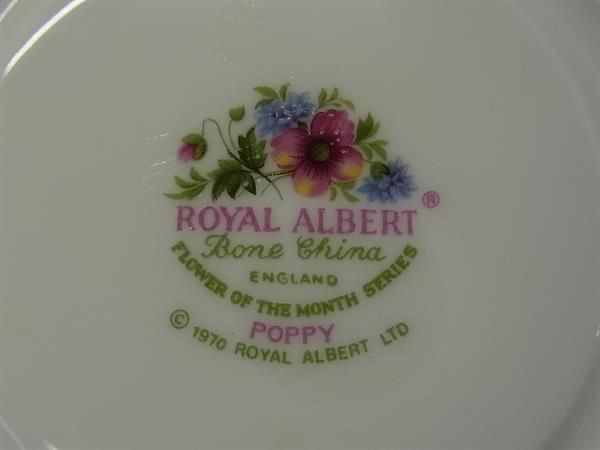 ROYAL ALBERT ®
Bone China
ENGLAND
FLOWER OF THE MONTH SERIES
POPPY
© 1970 ROYAL ALBERT LTD